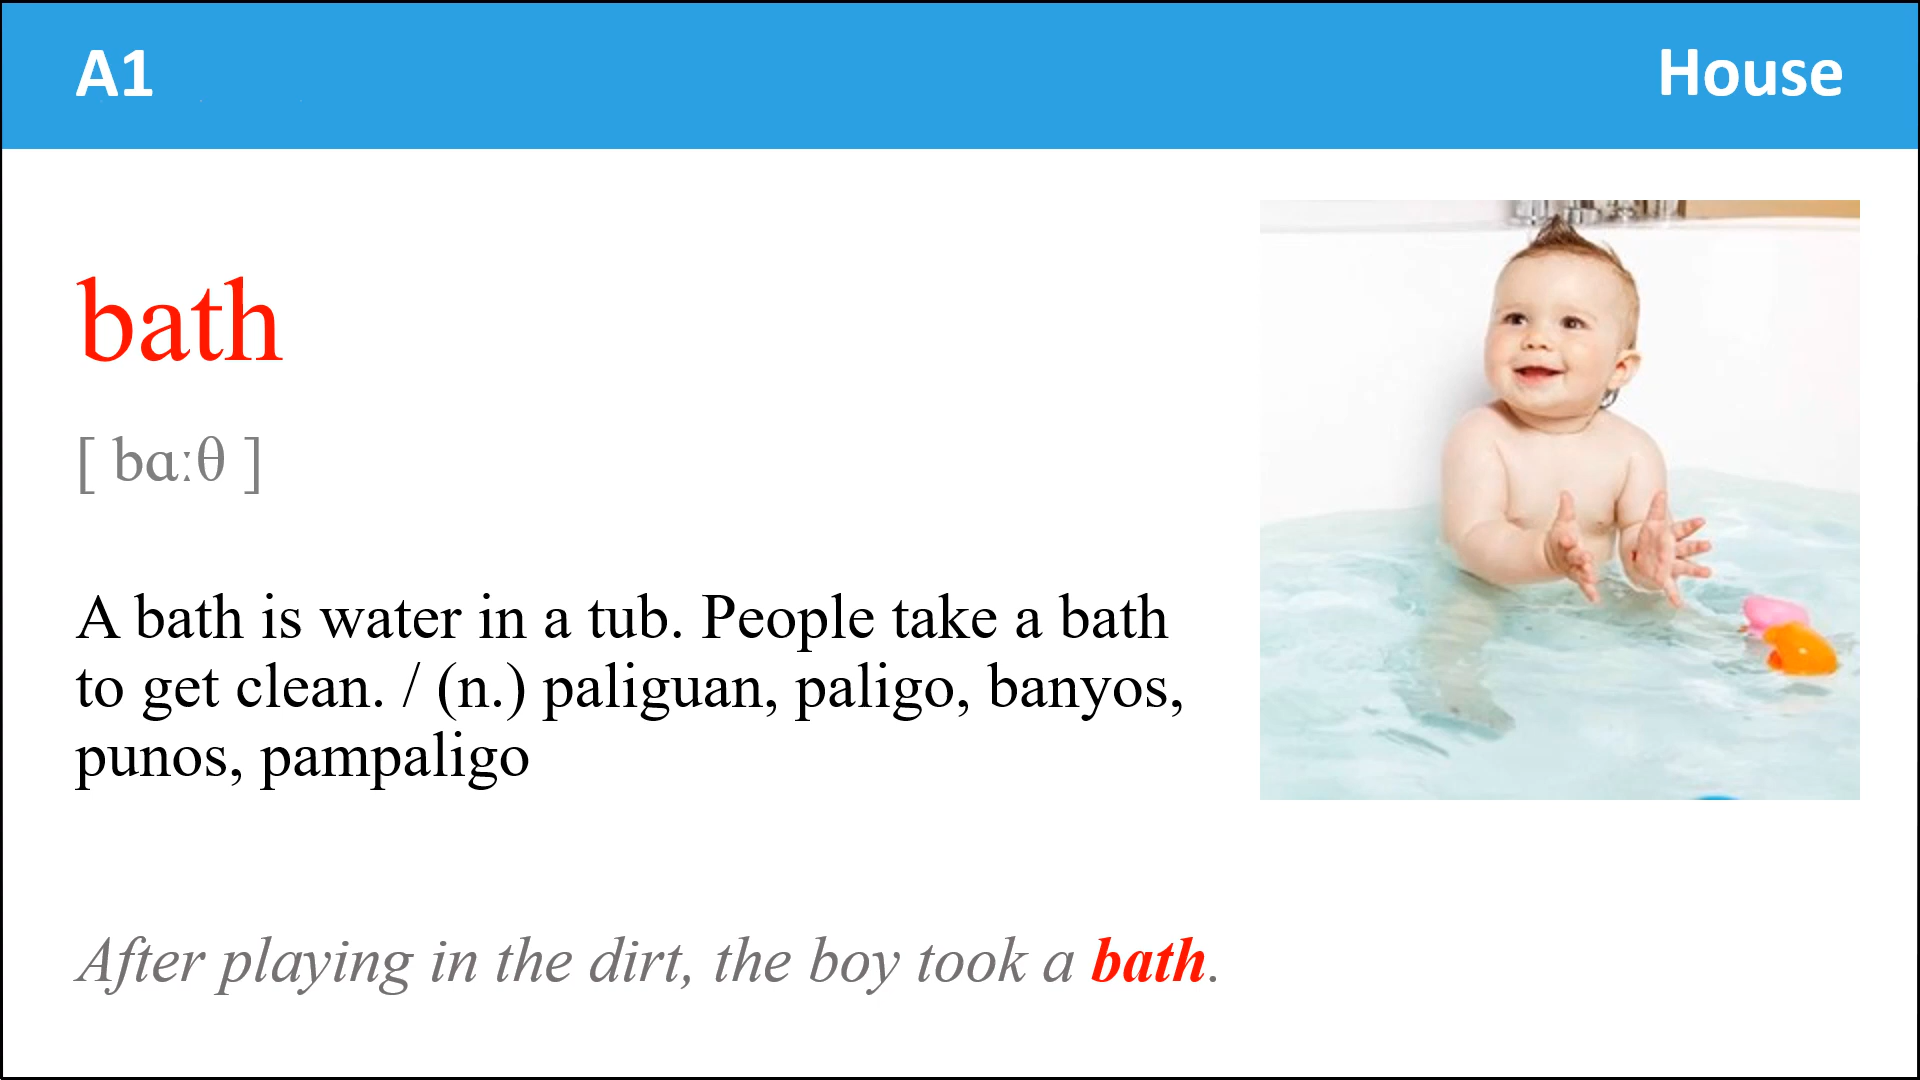 A1
House
bath
[ bɑːθ ]
A bath is water in a tub. People take a bath
to get clean. / (n.) paliguan, paligo, banyos,
punos, pampaligo
After playing in the dirt, the boy took a bath.